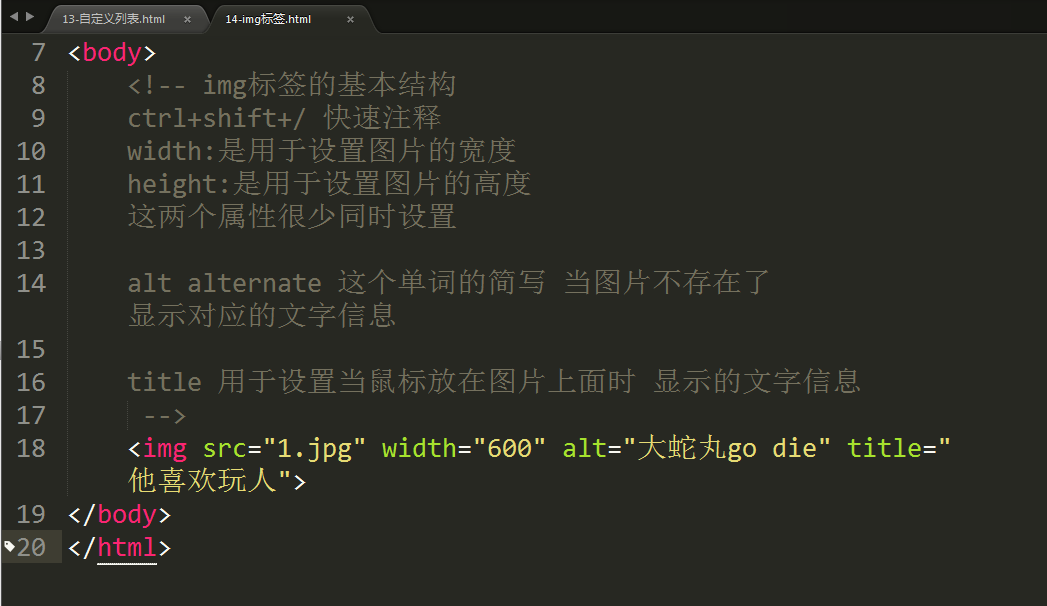 13-自定义列表.html × 14-img标签.html ×
7 <body>
8 <!-- img标签的基本结构
9 ctrl+shift+/ 快速注释
10 width:是用于设置图片的宽度
11 height:是用于设置图片的高度
12 这两个属性很少同时设置
13
14 alt alternate 这个单词的简写 当图片不存在了
显示对应的文字信息
15
16 title 用于设置当鼠标放在图片上面时 显示的文字信息
17 -->
18 <img src="1.jpg" width="600" alt="大蛇丸go die" title="
他喜欢玩人">
19 </body>
20 </html>